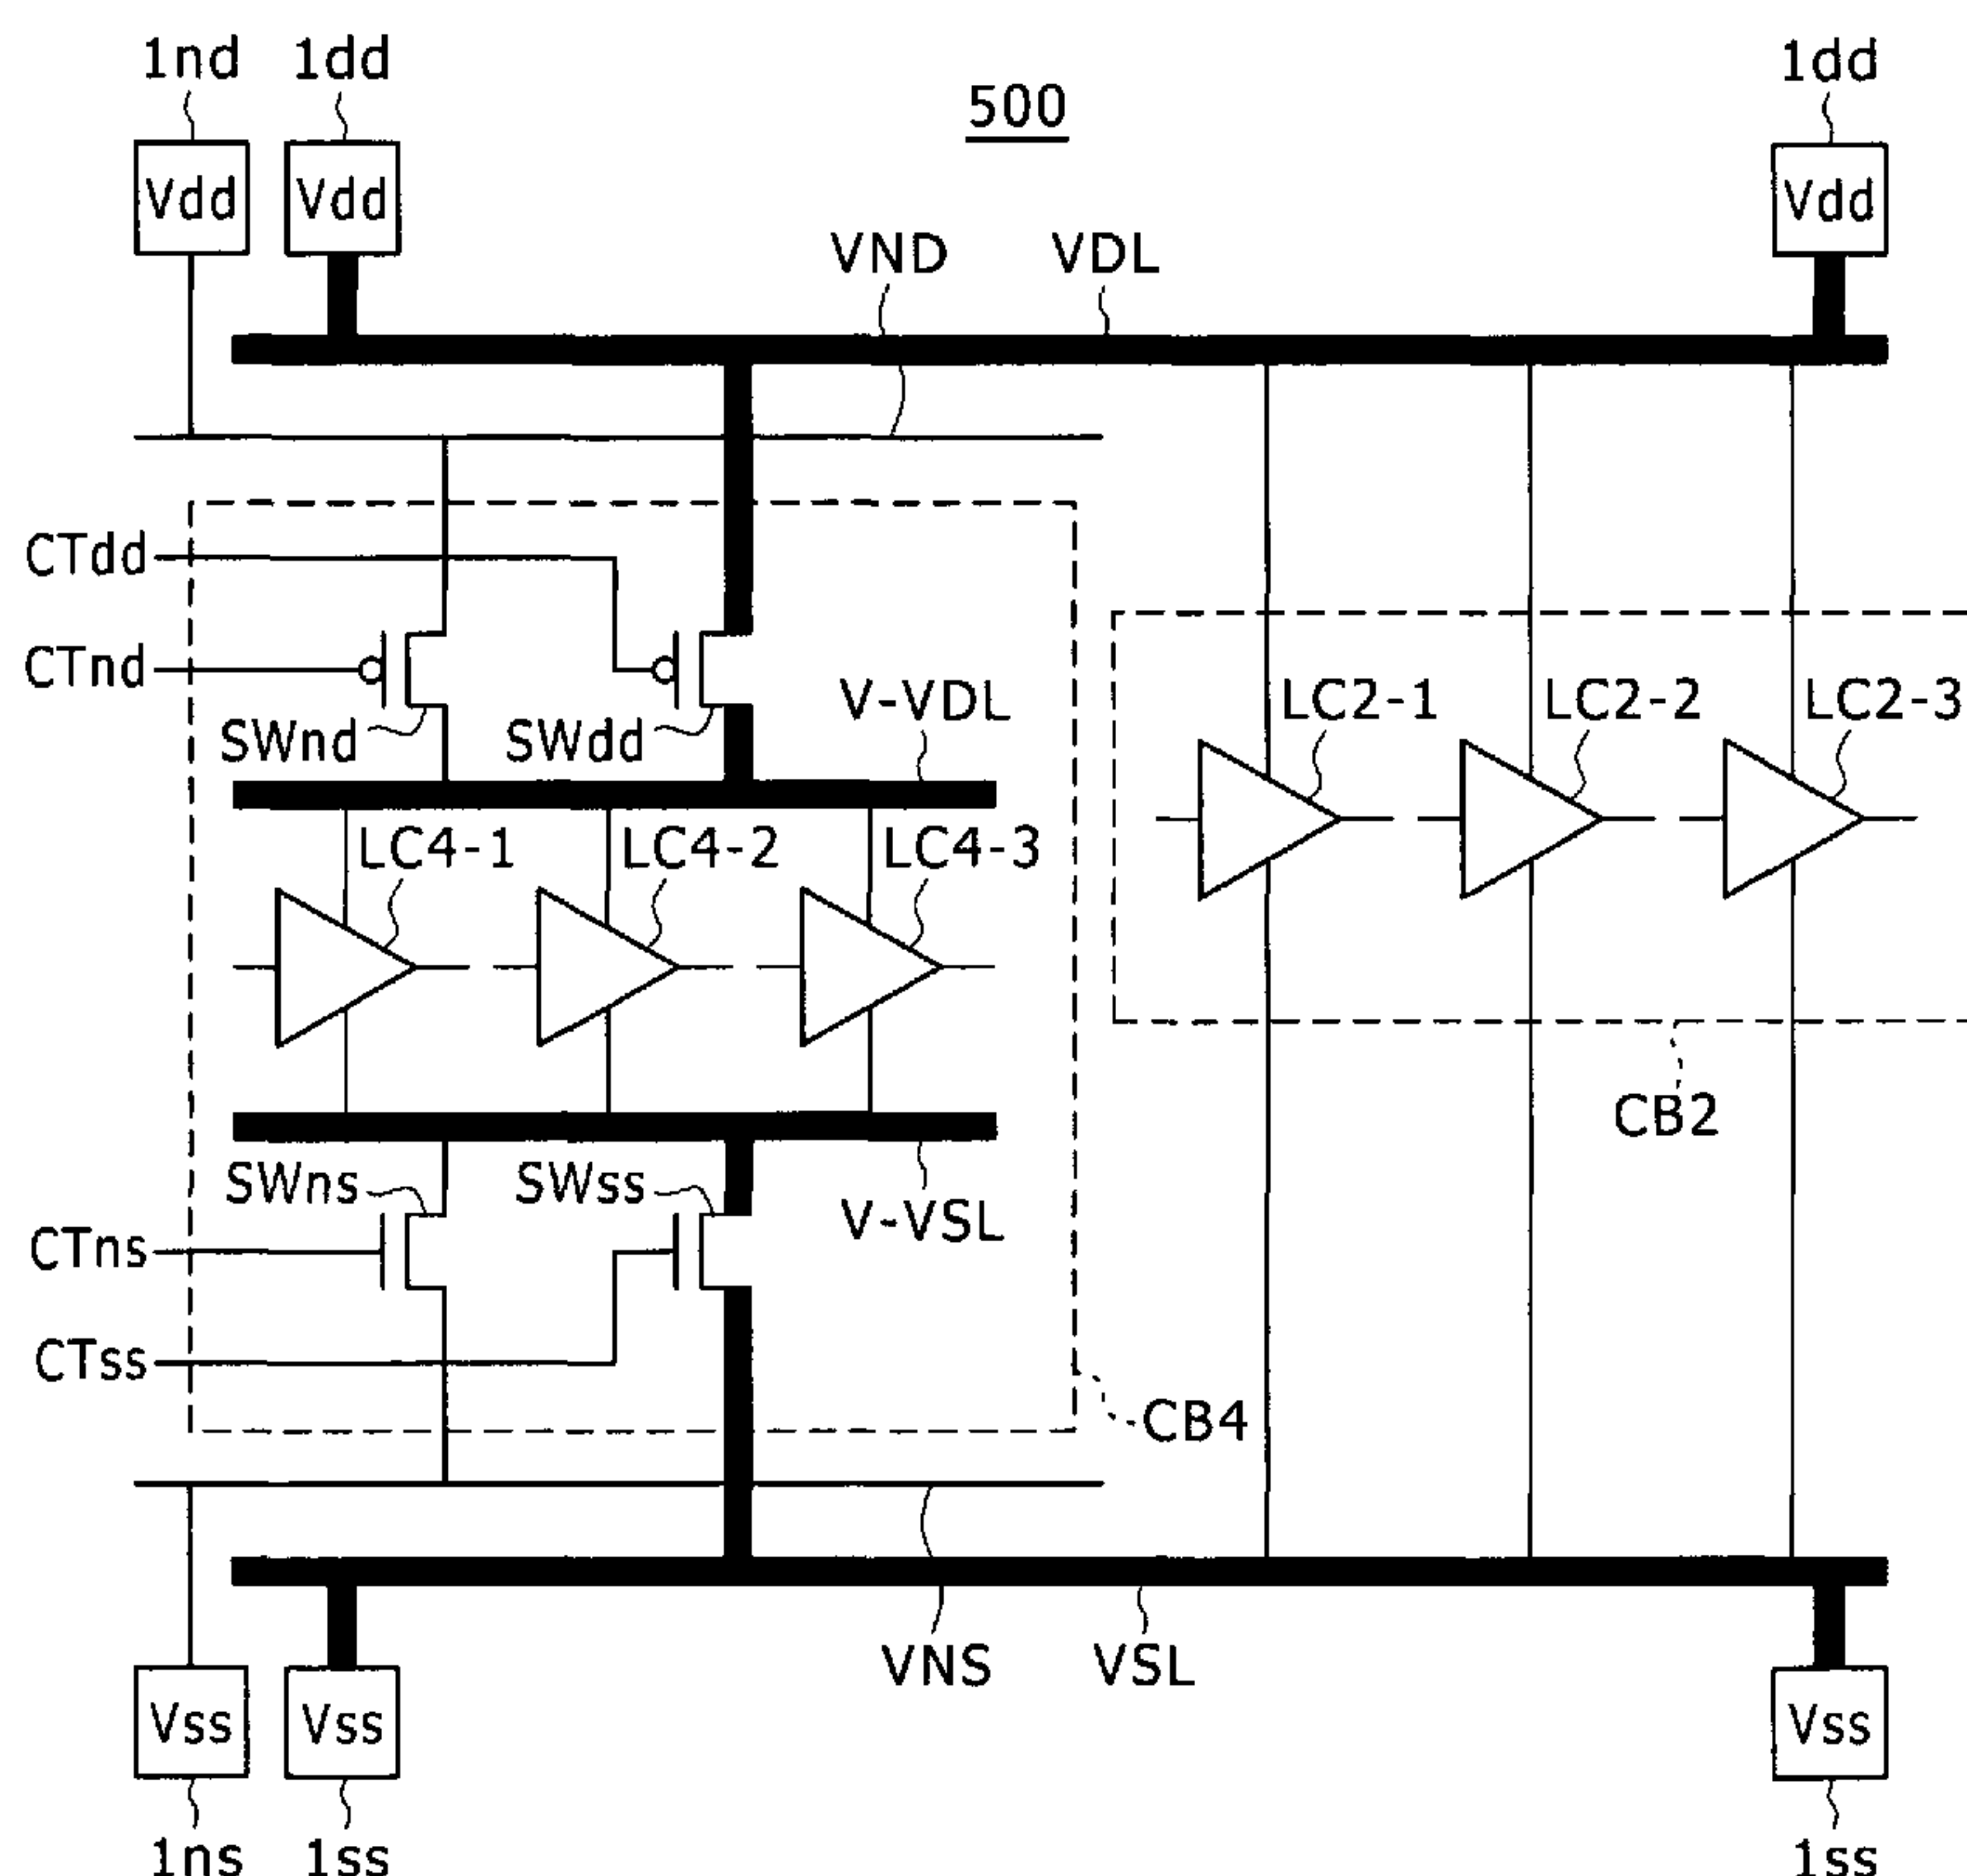 1nd 1dd 1dd
500
Vdd Vdd Vdd
VND VDL
CTdd
CTnd
SWnd SWdd V-VDL LC2-1 LC2-2 LC2-3
LC4-1 LC4-2 LC4-3
CB2
SWns SWss
V-VSL
CTns
CTss
CB4
VNS VSL
Vss Vss Vss
1ns 1ss 1ss